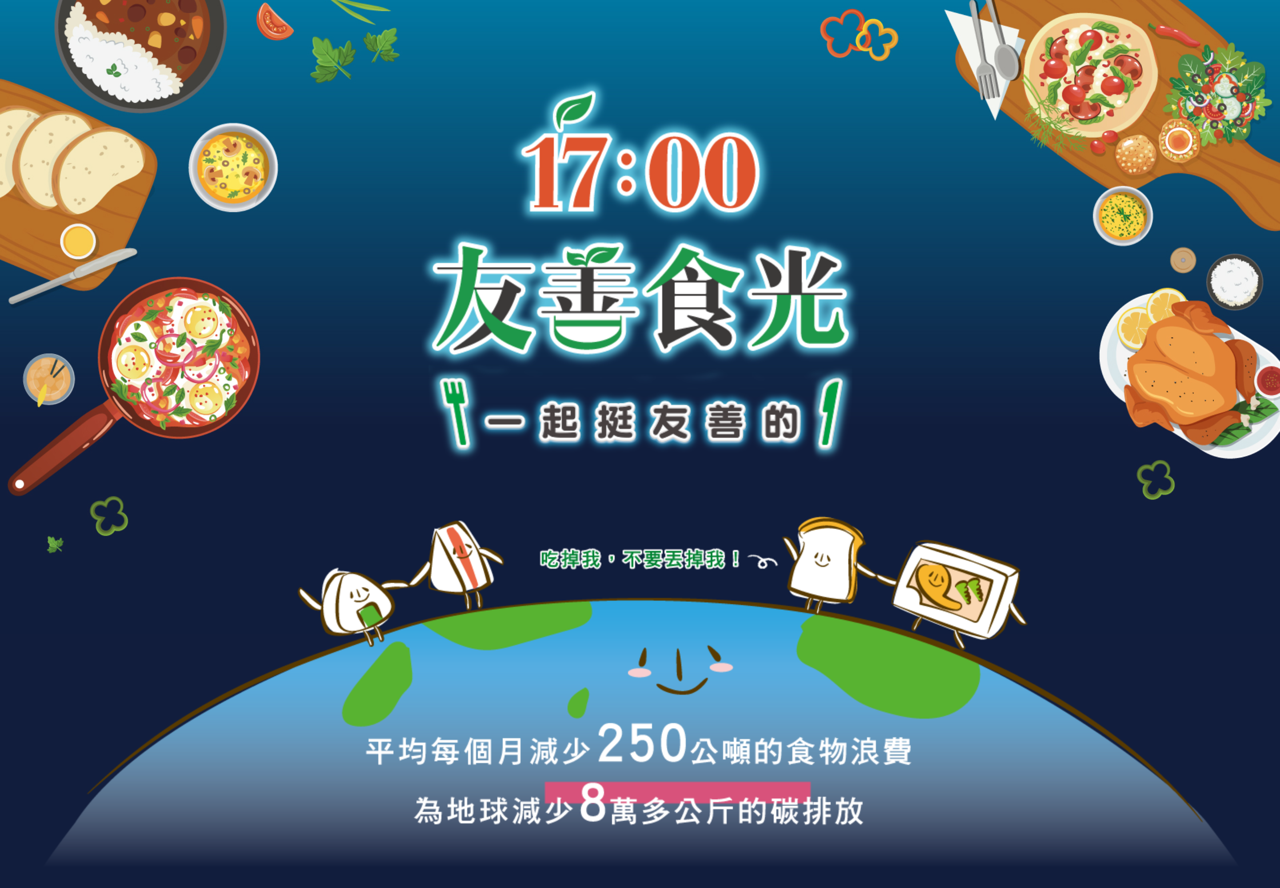 17:00
友善食光
一起挺友善的
吃掉我，不要丟掉我！
平均每個月減少250公噸的食物浪費
為地球減少8萬多公斤的碳排放